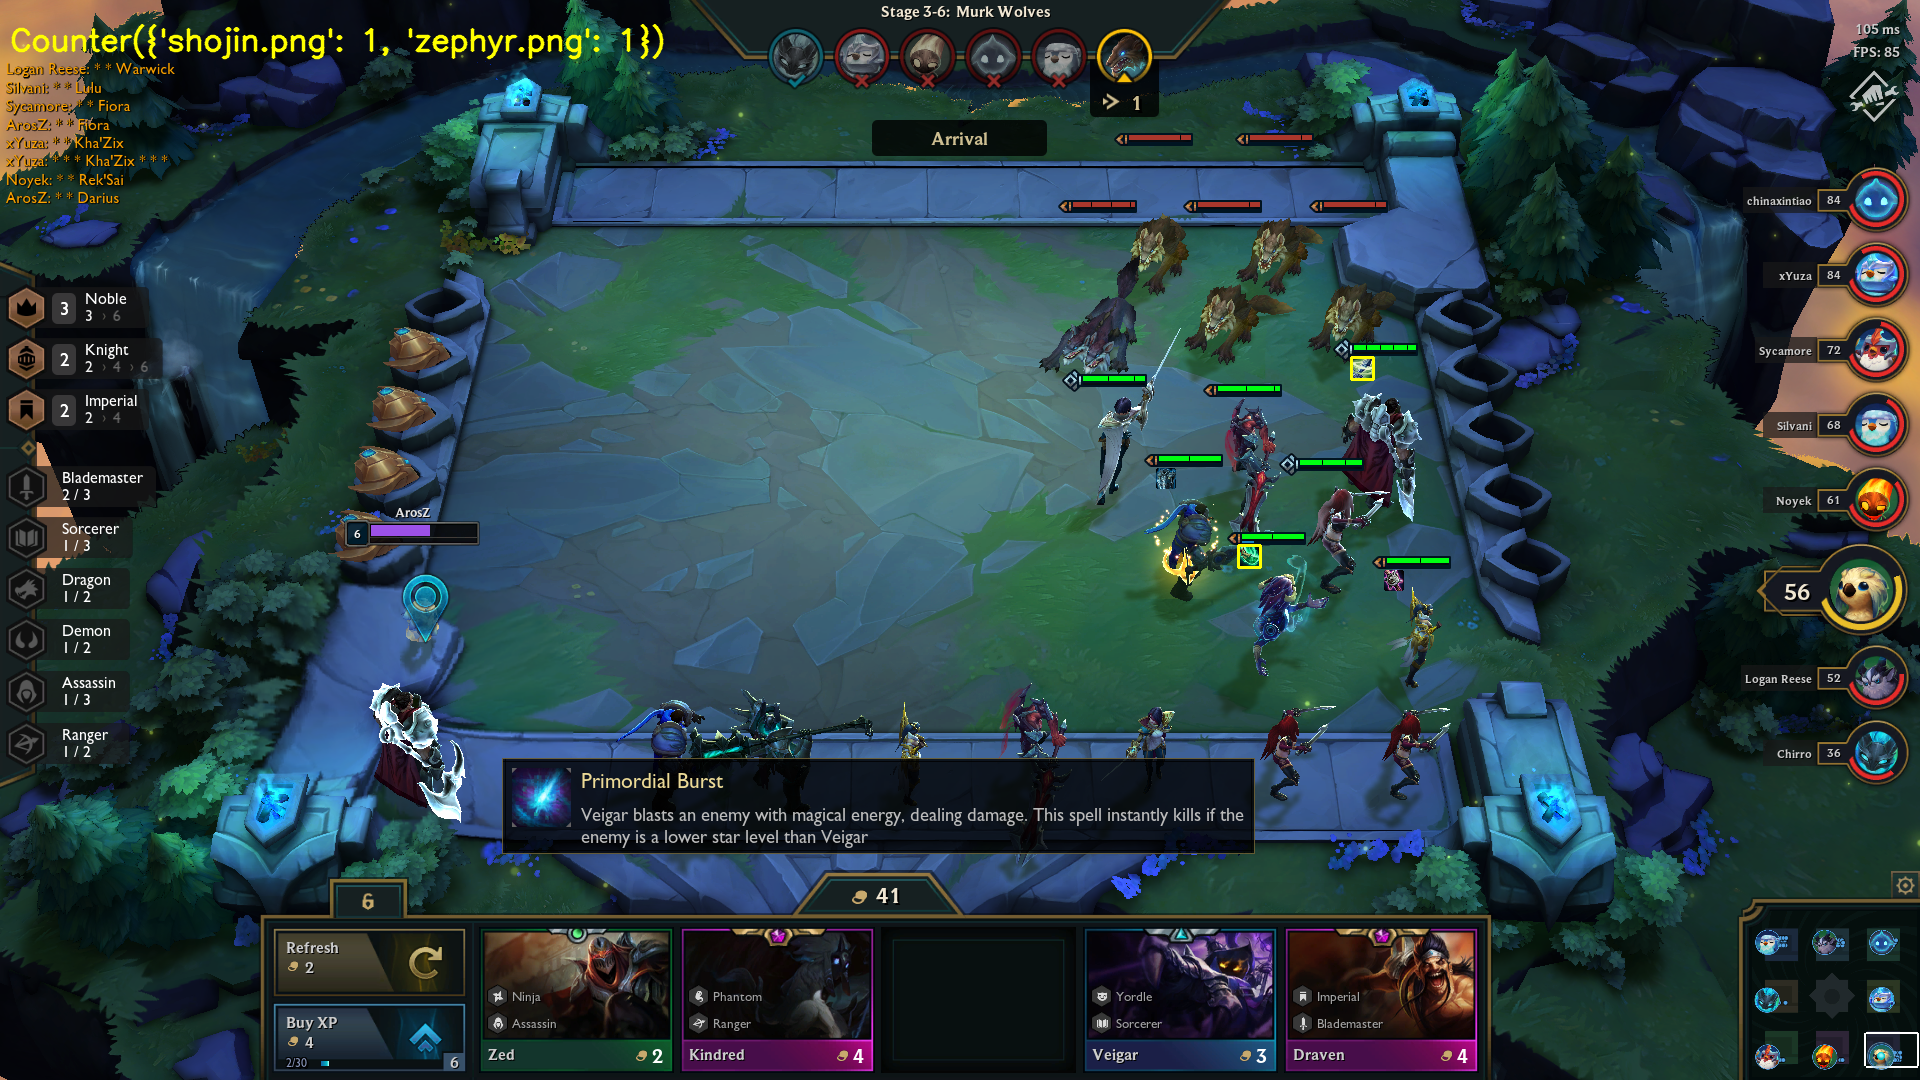 Stage 3-6: Murk Wolves
Counter({'shojin.png': 1, 'zephyr.png': 1})
105 ms
FPS: 85
Logan Reese: * * Warwick
Silvani: * * Lulu
Sycamore: * * Fiora
ArosZ: * * Fiora
xYuza: * * Kha'Zix
xYuza: * * * Kha'Zix * * *
Noyek: * * Rek'Sai
ArosZ: * * Darius
> 1
Arrival
chinaxintiao 84
xYuza 84
Sycamore 72
Silvani 68
Noyek 61
56
Logan Reese 52
Chirro 36
3 Noble
3 › 6
2 Knight
2 › 4 › 6
2 Imperial
2 › 4
Blademaster
2 / 3
Sorcerer
1 / 3
Dragon
1 / 2
Demon
1 / 2
Assassin
1 / 3
Ranger
1 / 2
ArosZ
6
Primordial Burst
Veigar blasts an enemy with magical energy, dealing damage. This spell instantly kills if the
enemy is a lower star level than Veigar
6
41
Refresh
2
Buy XP
4
2/30
6
Ninja
Assassin
Zed 2
Phantom
Ranger
Kindred 4
Yordle
Sorcerer
Veigar 3
Imperial
Blademaster
Draven 4